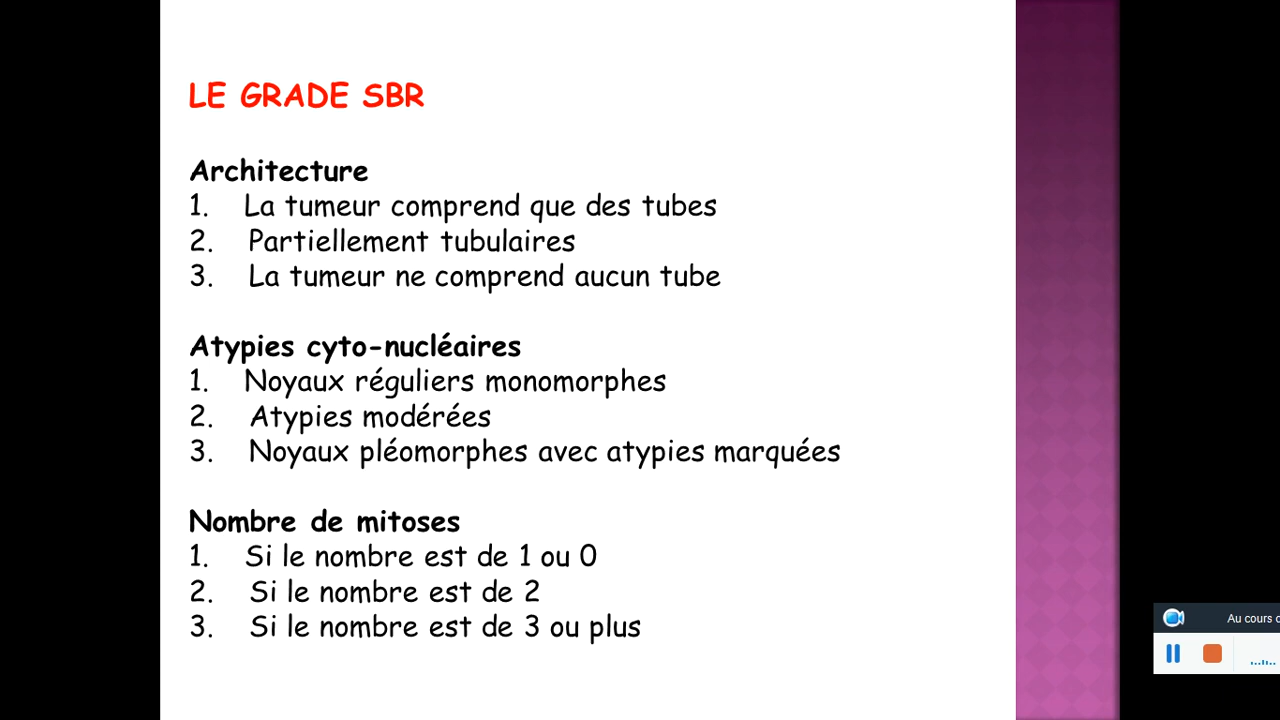 LE GRADE SBR
Architecture
1. La tumeur comprend que des tubes
2. Partiellement tubulaires
3. La tumeur ne comprend aucun tube
Atypies cyto-nucléaires
1. Noyaux réguliers monomorphes
2. Atypies modérées
3. Noyaux pléomorphes avec atypies marquées
Nombre de mitoses
1. Si le nombre est de 1 ou 0
2. Si le nombre est de 2
3. Si le nombre est de 3 ou plus
Au cours